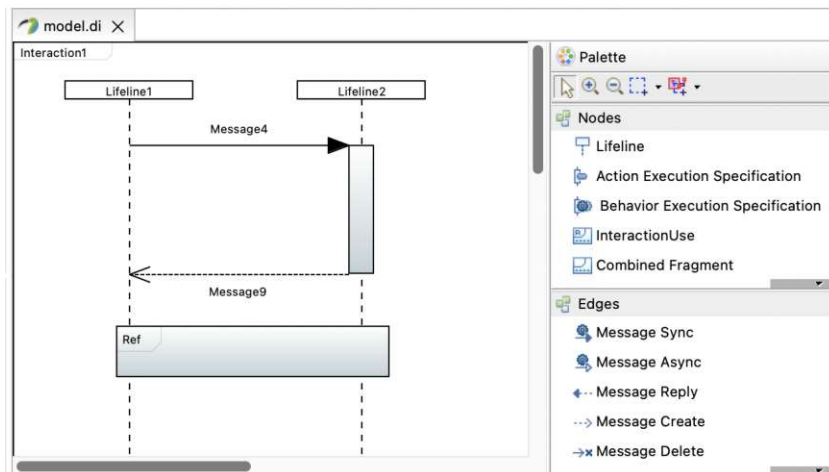 model.di
Interaction1
Lifeline1
Lifeline2
Message4
Message9
Ref
Palette
Nodes
Lifeline
Action Execution Specification
Behavior Execution Specification
InteractionUse
Combined Fragment
Edges
Message Sync
Message Async
Message Reply
Message Create
Message Delete